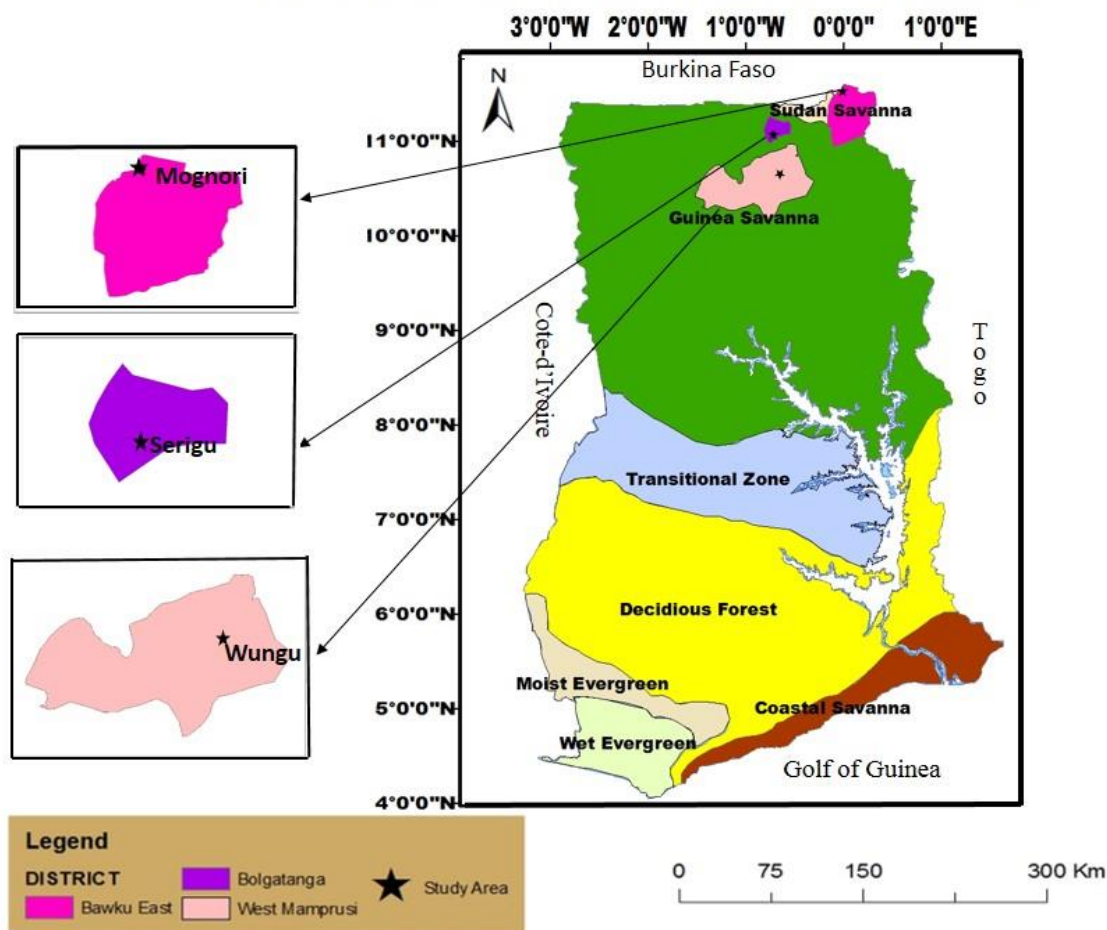 3°0'0"W 2°0'0"W 1°0'0"W 0°0'0" 1°0'0"E
Burkina Faso
N
Sudan Savanna
11°0'0"N
Mognori
Guinea Savanna
10°0'0"N
9°0'0"N
Cote-d'Ivoire
Togo
8°0'0"N
Serigu
Transitional Zone
7°0'0"N
6°0'0"N
Decidious Forest
Wungu
Moist Evergreen
5°0'0"N
Coastal Savanna
Wet Evergreen
Golf of Guinea
4°0'0"N
Legend
DISTRICT
Bawku East
Bolgatanga
West Mamprusi
Study Area
0 75 150 300 Km